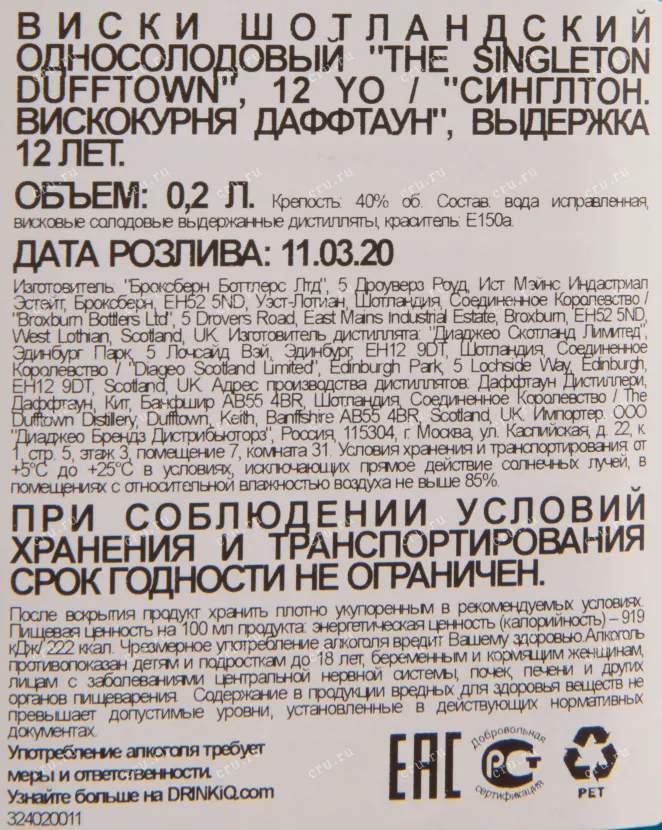 ВИСКИ ШОТЛАНДСКИЙ
ОДНОСОЛОДОВЫЙ "THE SINGLETON
DUFFTOWN", 12 YO / "СИНГЛТОН.
ВИСКОКУРНЯ ДАФФТАУН", ВЫДЕРЖКА
12 ЛЕТ.
ОБЪЕМ: 0,2 Л. Крепость: 40% об. Состав: вода исправленная,
висковые солодовые выдержанные дистилляты, краситель: Е150а.
ДАТА РОЗЛИВА: 11.03.20
Изготовитель: "Броксберн Боттлерс Лтд", 5 Дроуверз Роуд, Ист Мэйнс Индастриал
Эстейт, Броксберн, EH52 5ND, Уэст-Лотиан, Шотландия, Соединенное Королевство /
"Broxburn Bottlers Ltd", 5 Drovers Road, East Mains Industrial Estate, Broxburn, EH52 5ND,
West Lothian, Scotland, UK. Изготовитель дистиллята: "Диаджео Скотланд Лимитед",
Эдинбург Парк, 5 Лочсайд Вэй, Эдинбург, EH12 9DT, Шотландия, Соединенное
Королевство / "Diageo Scotland Limited", Edinburgh Park, 5 Lochside Way, Edinburgh,
EH12 9DT, Scotland, UK. Адрес производства дистиллятов: Даффтаун Дистиллери,
Даффтаун, Кит, Банфшир AB55 4BR, Шотландия, Соединенное Королевство / The
Dufftown Distillery, Dufftown, Keith, Banffshire AB55 4BR, Scotland, UK. Импортер: ООО
"Диаджео Брендз Дистрибьюторз", Россия, 115304, г. Москва, ул. Каспийская, д. 22, к.
1, стр. 5, этаж 3, помещение 7, комната 31. Условия хранения и транспортирования: от
+5°С до +25°С в условиях, исключающих прямое действие солнечных лучей, в
помещениях с относительной влажностью воздуха не выше 85%.
ПРИ СОБЛЮДЕНИИ УСЛОВИЙ
ХРАНЕНИЯ И ТРАНСПОРТИРОВАНИЯ
СРОК ГОДНОСТИ НЕ ОГРАНИЧЕН.
После вскрытия продукт хранить плотно укупоренным в рекомендуемых условиях.
Пищевая ценность на 100 мл продукта: энергетическая ценность (калорийность) – 919
кДж/ 222 ккал. Чрезмерное употребление алкоголя вредит Вашему здоровью.Алкоголь
противопоказан детям и подросткам до 18 лет, беременным и кормящим женщинам,
лицам с заболеваниями центральной нервной системы, почек, печени и других
органов пищеварения. Содержание в продукции вредных для здоровья веществ не
превышает допустимые уровни, установленные в действующих нормативных
документах.
Употребление алкоголя требует
меры и ответственности.
Узнайте больше на DRINKiQ.com
324020011
ЕАС
Добровольная
РСТ
сертификация
PET
cru.ru